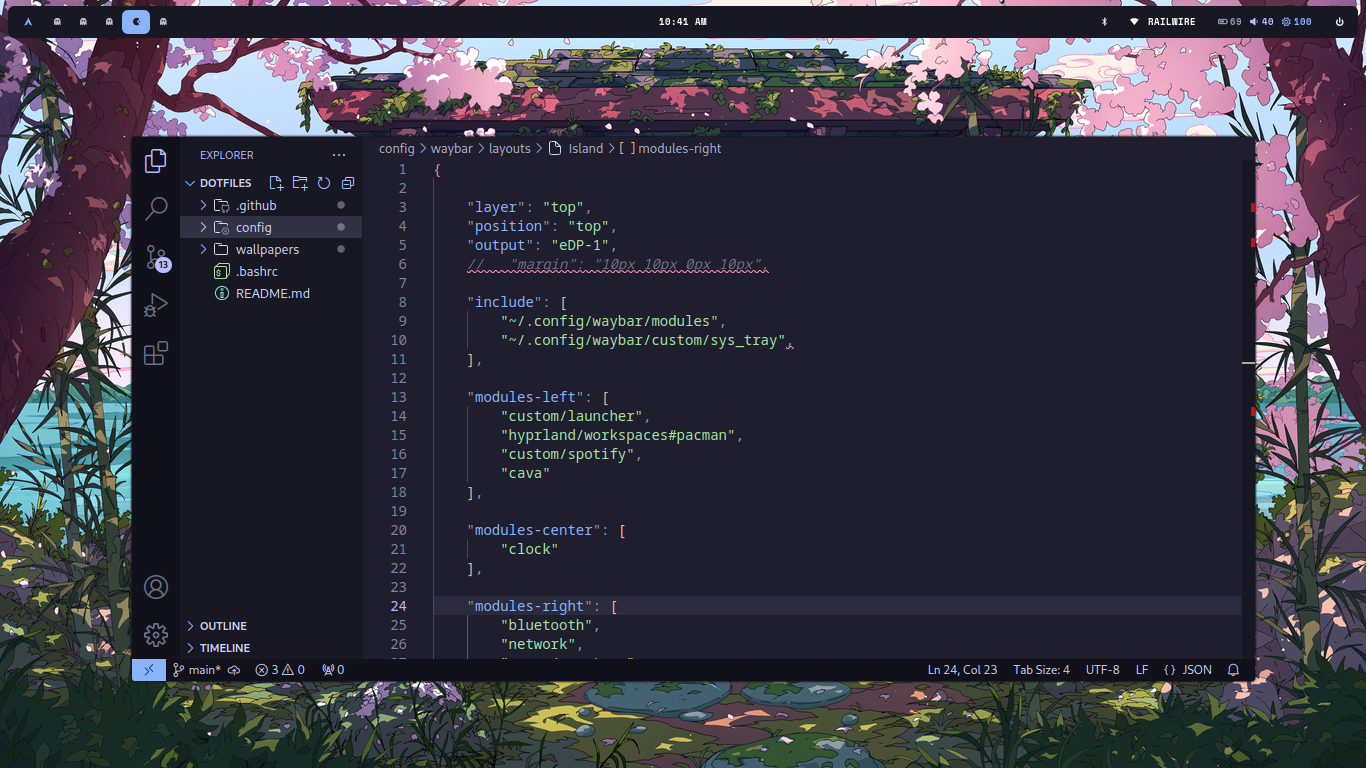 10:41 AM
RAILWIRE 69 40 100
config > waybar > layouts > Island > [ ] modules-right
EXPLORER ···
DOTFILES
.github
config
wallpapers
.bashrc
README.md
13
OUTLINE
TIMELINE
1 {
2
3 "layer": "top",
4 "position": "top",
5 "output": "eDP-1",
6 // "margin": "10px 10px 0px 10px",
7
8 "include": [
9 "~/.config/waybar/modules",
10 "~/.config/waybar/custom/sys_tray",
11 ],
12
13 "modules-left": [
14 "custom/launcher",
15 "hyprland/workspaces#pacman",
16 "custom/spotify",
17 "cava"
18 ],
19
20 "modules-center": [
21 "clock"
22 ],
23
24 "modules-right": [
25 "bluetooth",
26 "network",
main* 3 0 0 Ln 24, Col 23 Tab Size: 4 UTF-8 LF { } JSON